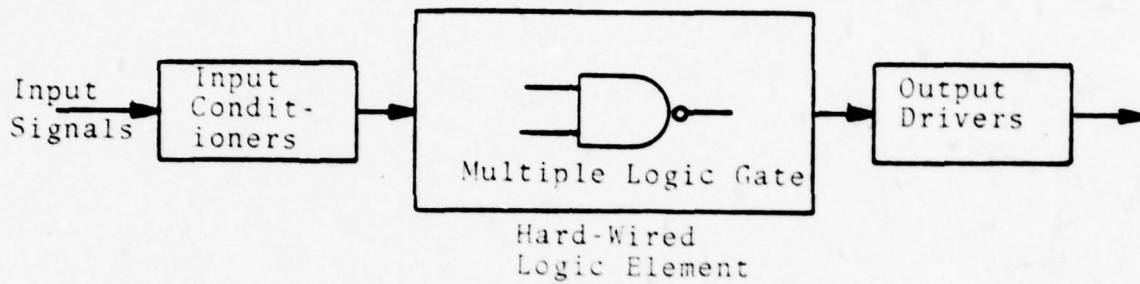 Input
Signals
Input
Condit-
ioners
Multiple Logic Gate
Hard-Wired
Logic Element
Output
Drivers